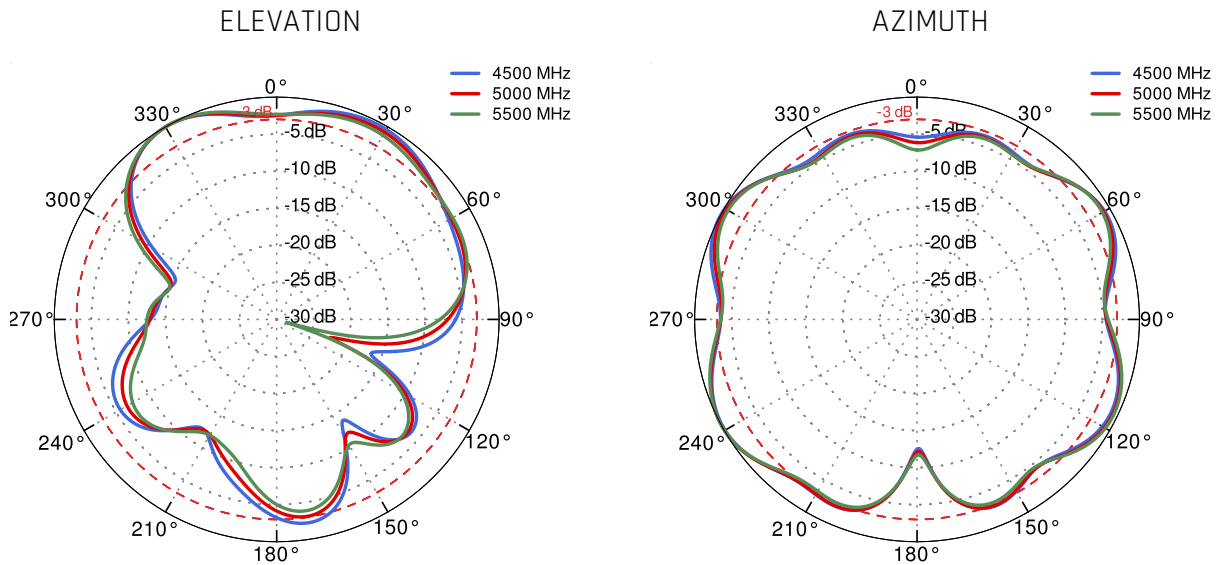 ELEVATION
4500 MHz
5000 MHz
5500 MHz
0°
330°
30°
-3 dB
-5 dB
-10 dB
300°
60°
-15 dB
-20 dB
-25 dB
270°
-30 dB
90°
240°
120°
210°
150°
180°
AZIMUTH
4500 MHz
5000 MHz
5500 MHz
0°
330°
30°
-3 dB
-5 dB
-10 dB
300°
60°
-15 dB
-20 dB
-25 dB
270°
-30 dB
90°
240°
120°
210°
150°
180°